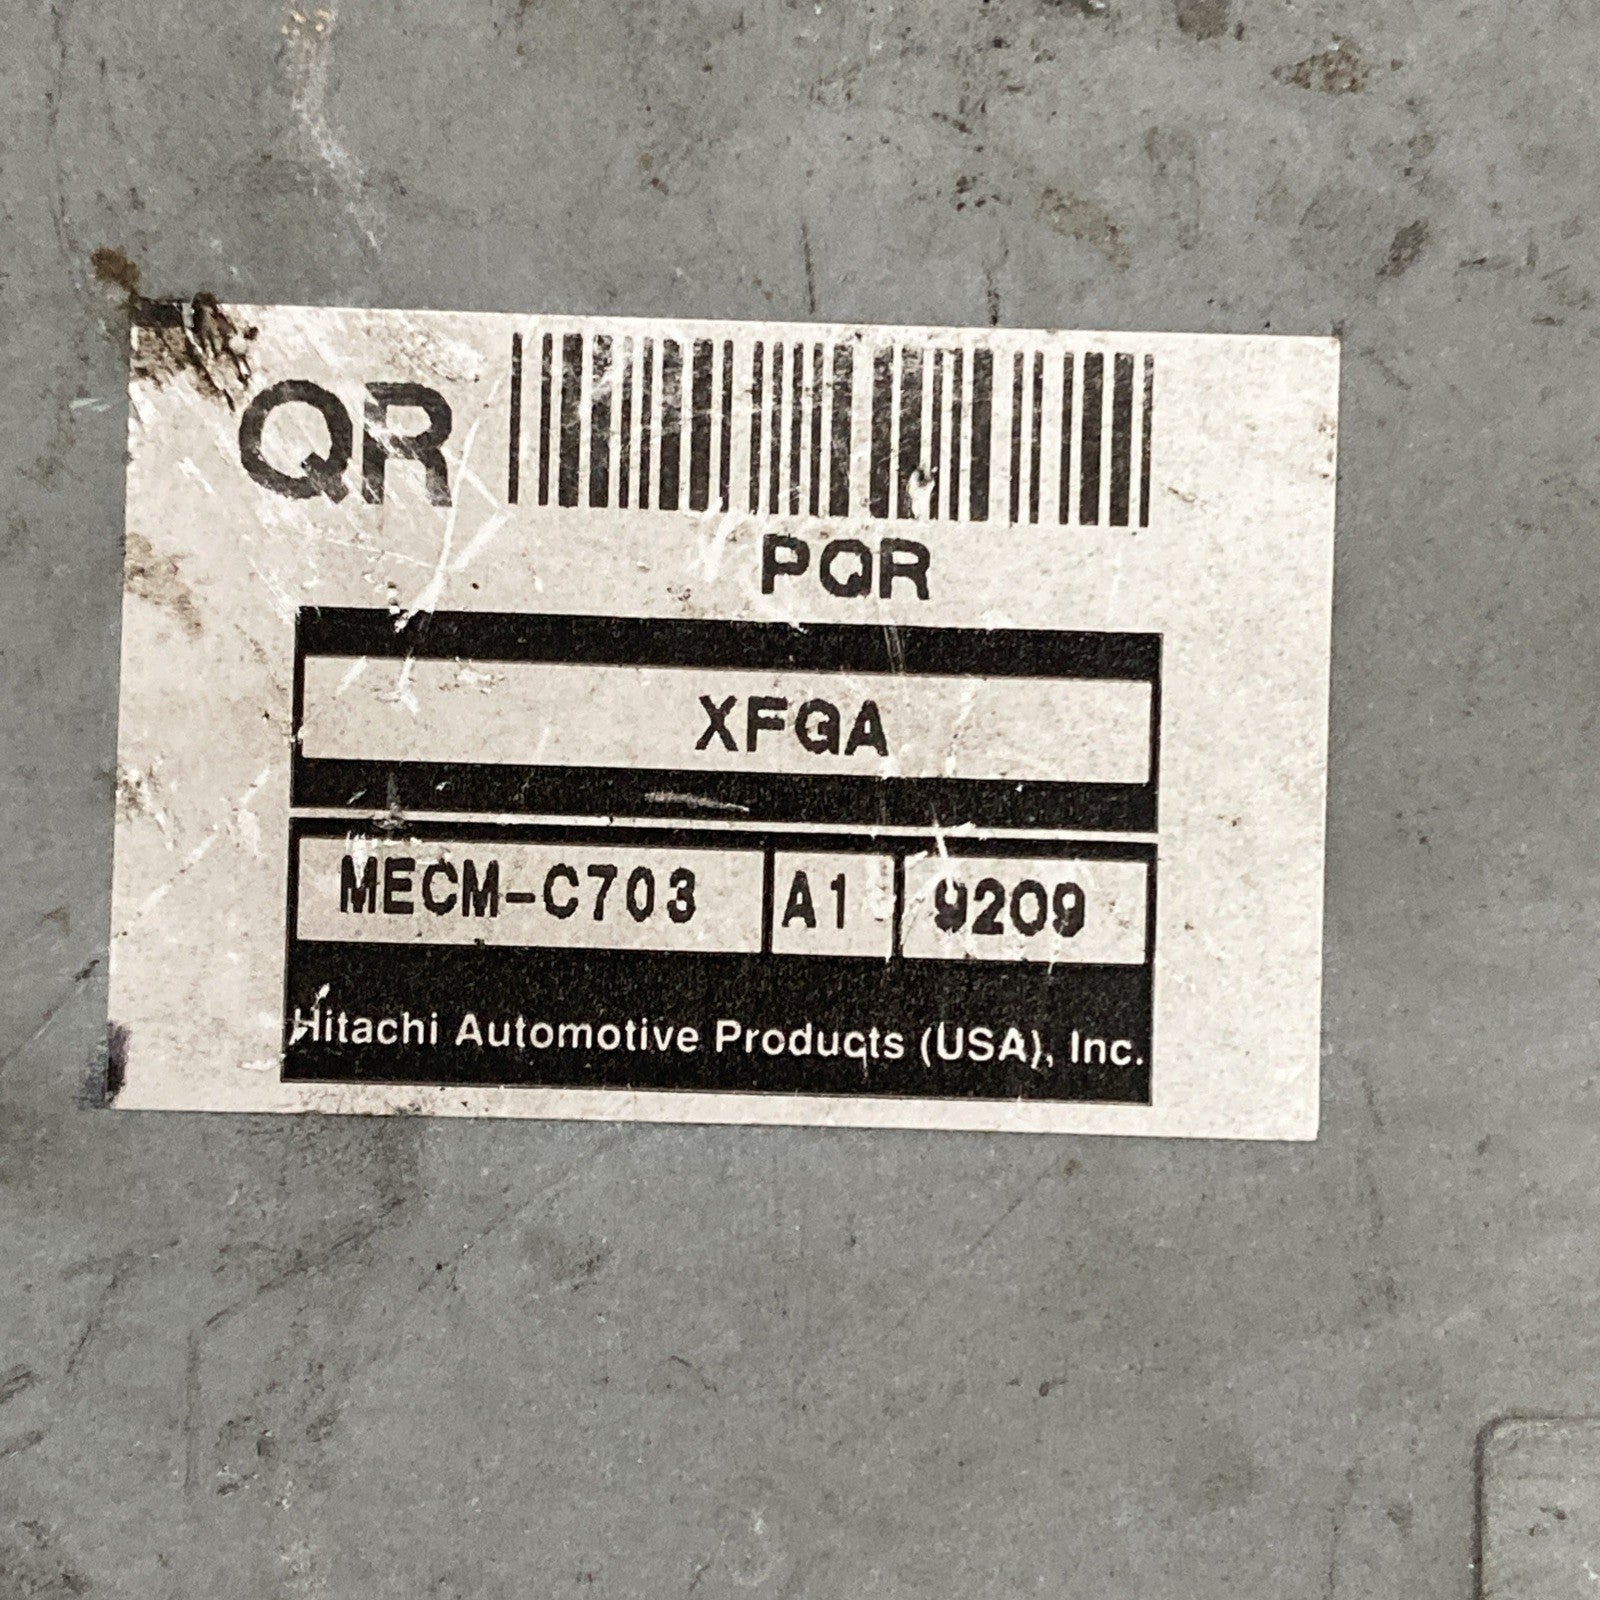 QR
PQR
XFGA
MECM-C703 A1 9209
Hitachi Automotive Products (USA), Inc.